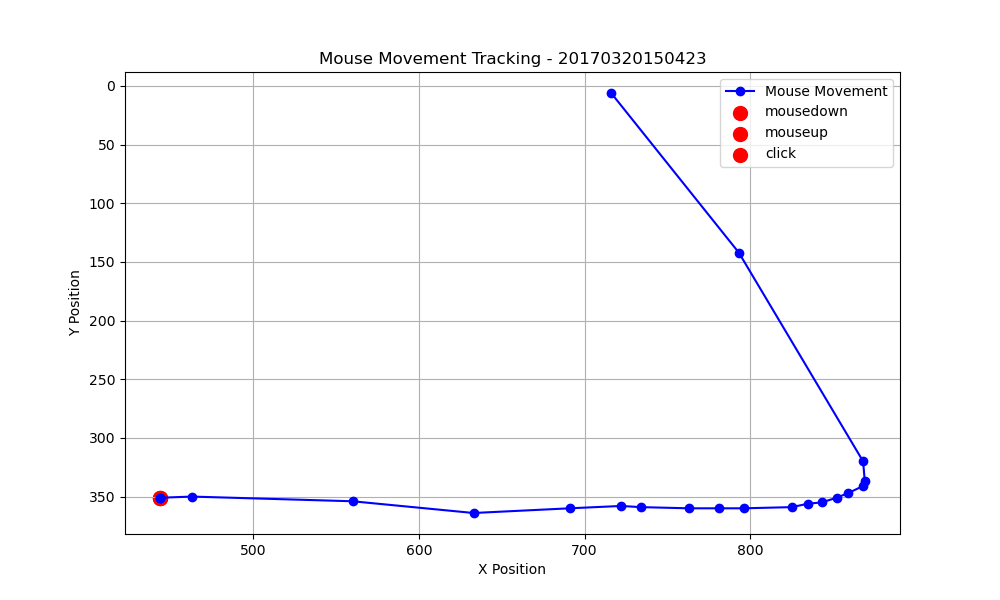 Mouse Movement Tracking - 20170320150423
Mouse Movement
mousedown
mouseup
click
0
50
100
150
200
250
300
350
Y Position
500
600
700
800
X Position